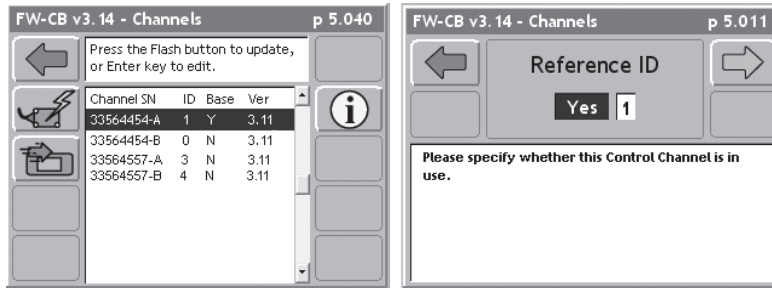 FW-CB v3.14 - Channels p 5.040
Press the Flash button to update,
or Enter key to edit.
Channel SN ID Base Ver
33564454-A 1 Y 3.11
33564454-B 0 N 3.11
33564557-A 3 N 3.11
33564557-B 4 N 3.11
i
FW-CB v3.14 - Channels p 5.011
Reference ID
Yes 1
Please specify whether this Control Channel is in
use.